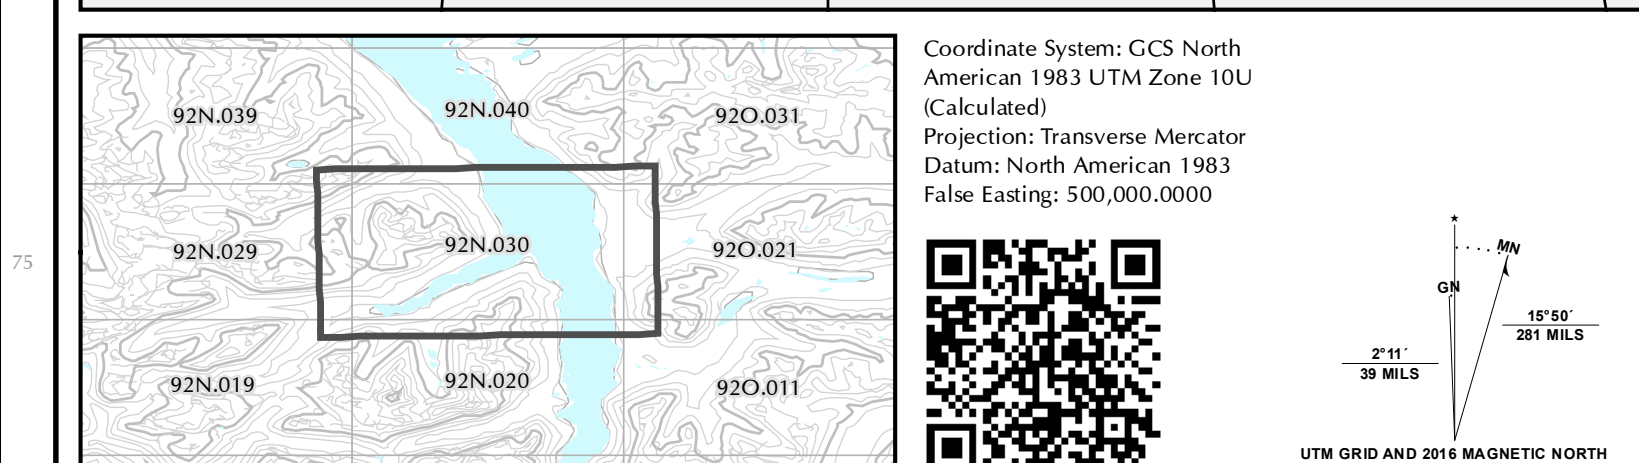 75
92N.039
92N.040
92O.031
92N.029
92N.030
92O.021
92N.019
92N.020
92O.011
Coordinate System: GCS North
American 1983 UTM Zone 10U
(Calculated)
Projection: Transverse Mercator
Datum: North American 1983
False Easting: 500,000.0000
MN
GN
15°50´
281 MILS
2°11´
39 MILS
UTM GRID AND 2016 MAGNETIC NORTH